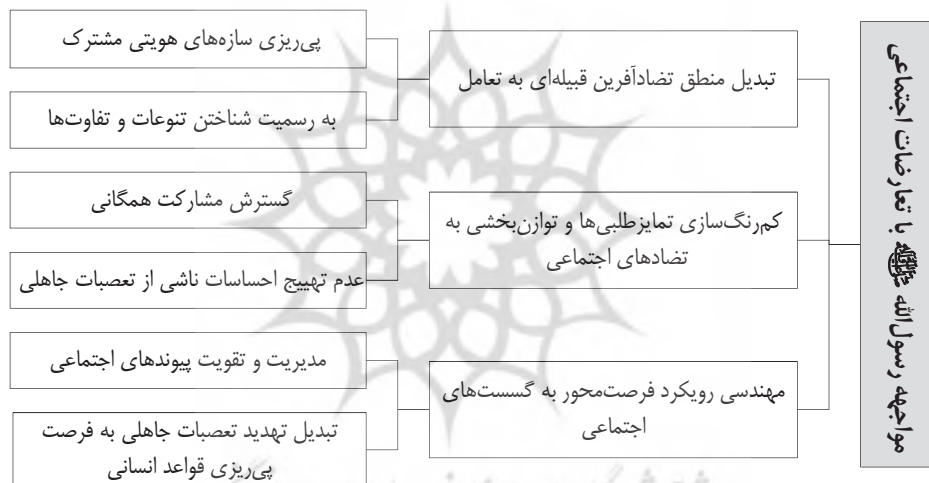 مواجهه رسول‌الله ﷺ با تعارضات اجتماعی
تبدیل منطق تضادآفرین قبیله‌ای به تعامل
پی‌ریزی سازه‌های هویتی مشترک
به رسمیت شناختن تنوعات و تفاوت‌ها
کم‌رنگ‌سازی تمایزطلبی‌ها و توازن‌بخشی به
تضادهای اجتماعی
گسترش مشارکت همگانی
عدم تهییج احساسات ناشی از تعصبات جاهلی
مهندسی رویکرد فرصت‌محور به گسست‌های
اجتماعی
مدیریت و تقویت پیوندهای اجتماعی
تبدیل تهدید تعصبات جاهلی به فرصت
پی‌ریزی قواعد انسانی